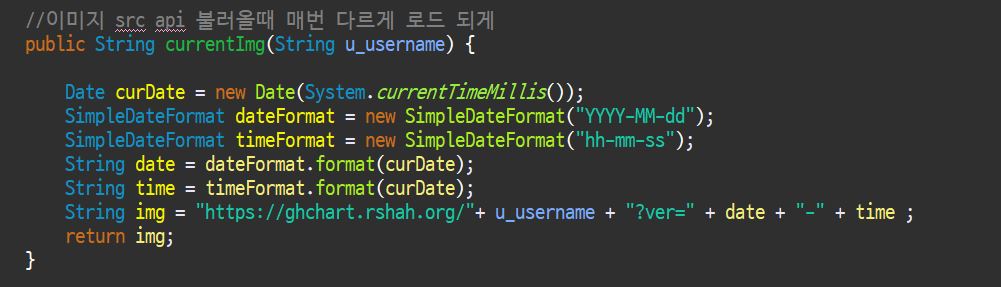 //이미지 src api 불러올때 매번 다르게 로드 되게
public String currentImg(String u_username) {
Date curDate = new Date(System.currentTimeMillis());
SimpleDateFormat dateFormat = new SimpleDateFormat("YYYY-MM-dd");
SimpleDateFormat timeFormat = new SimpleDateFormat("hh-mm-ss");
String date = dateFormat.format(curDate);
String time = timeFormat.format(curDate);
String img = "https://ghchart.rshah.org/"+ u_username + "?ver=" + date + "-" + time ;
return img;
}